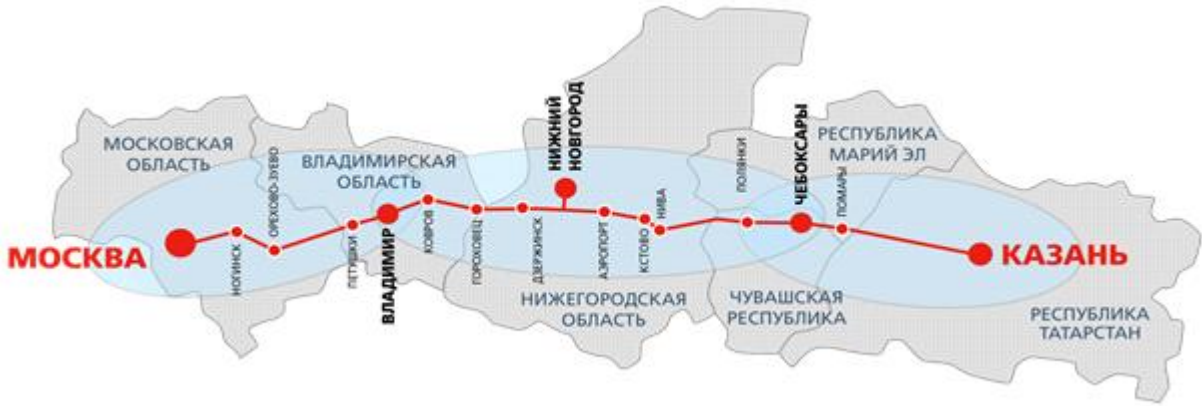 МОСКОВСКАЯ
ОБЛАСТЬ
ОРЕХОВО-ЗУЕВО
ВЛАДИМИРСКАЯ
ОБЛАСТЬ
НИЖНИЙ
НОВГОРОД
ПОЛЯНКИ
ЧЕБОКСАРЫ
РЕСПУБЛИКА
МАРИЙ ЭЛ
ПОМАРЫ
МОСКВА
НОГИНСК
ПЕТУШКИ
ВЛАДИМИР
КОВРОВ
ГОРОХОВЕЦ
ДЗЕРЖИНСК
АЭРОПОРТ
КСТОВО
НИВА
КАЗАНЬ
НИЖЕГОРОДСКАЯ
ОБЛАСТЬ
ЧУВАШСКАЯ
РЕСПУБЛИКА
РЕСПУБЛИКА
ТАТАРСТАН